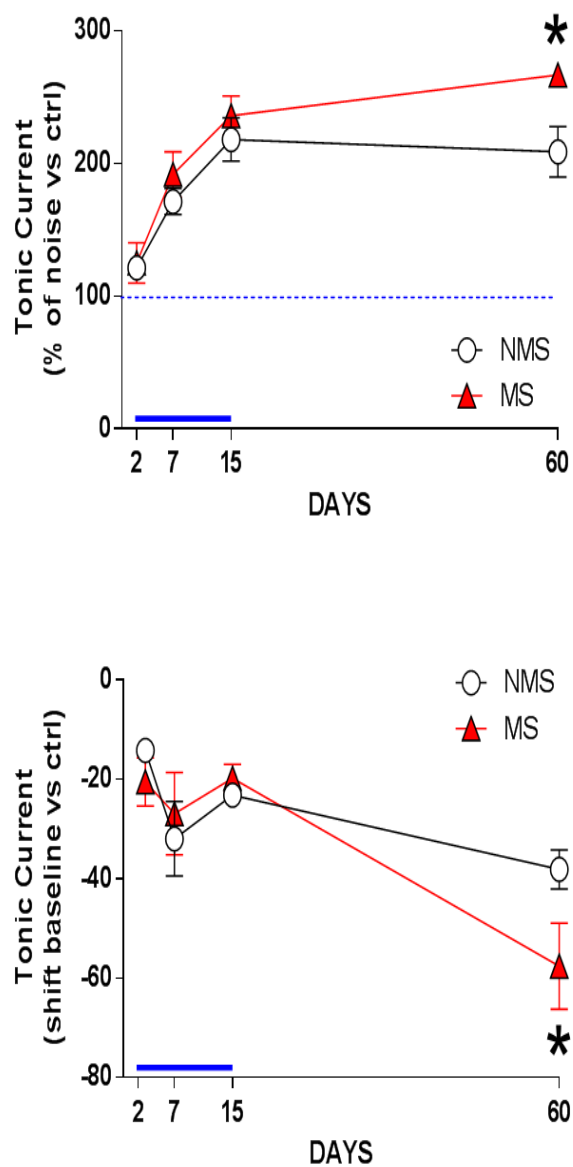 300
200
100
0
Tonic Current
(% of noise vs ctrl)
*
NMS
MS
2 7 15 60
DAYS
0
-20
-40
-60
-80
Tonic Current
(shift baseline vs ctrl)
NMS
MS
*
2 7 15 60
DAYS